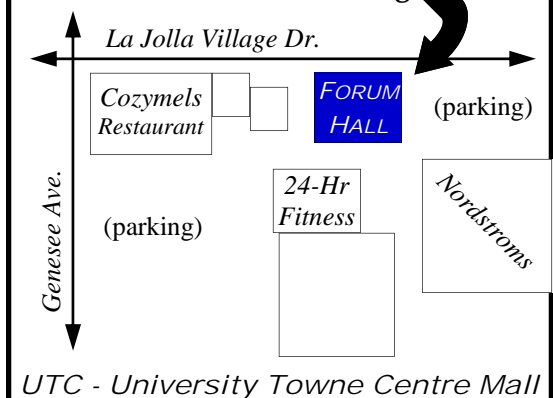 La Jolla Village Dr.
Cozymels
Restaurant
FORUM
HALL
(parking)
24-Hr
Fitness
Nordstroms
(parking)
Genesee Ave.
UTC - University Towne Centre Mall